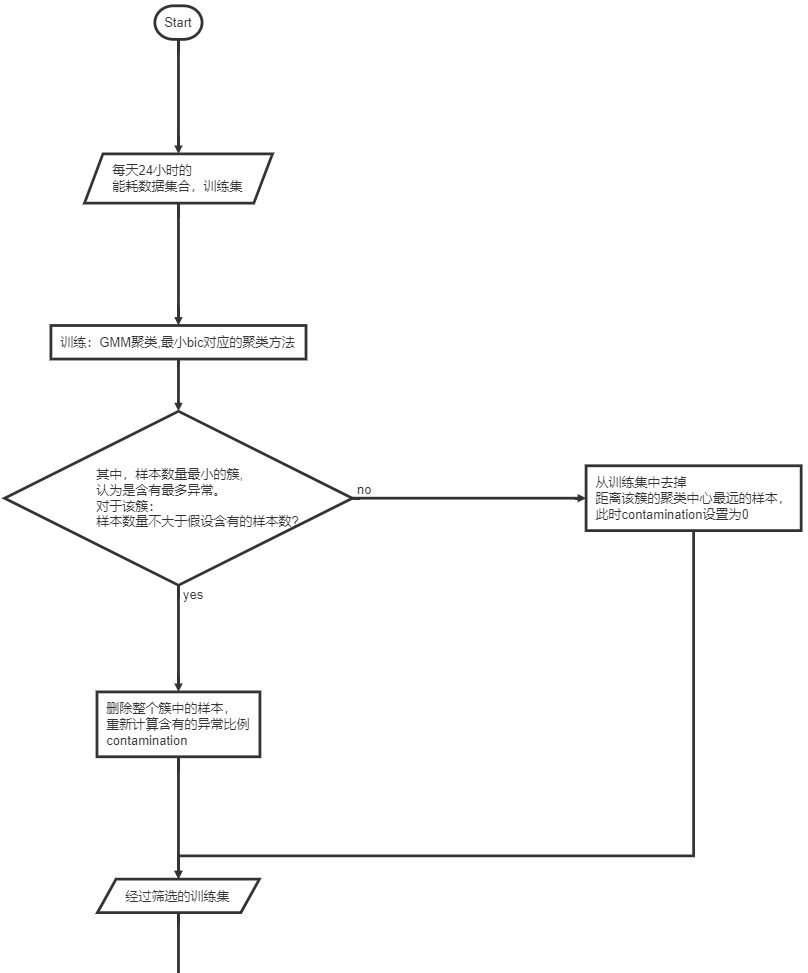 Start
每天24小时的
能耗数据集合，训练集
训练：GMM聚类,最小bic对应的聚类方法
其中，样本数量最小的簇,
认为是含有最多异常。
对于该簇：
样本数量不大于假设含有的样本数?
no
从训练集中去掉
距离该簇的聚类中心最远的样本，
此时contamination设置为0
yes
删除整个簇中的样本，
重新计算含有的异常比例
contamination
经过筛选的训练集